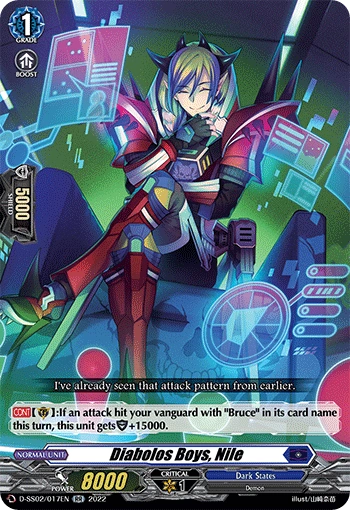 1
GRADE
BOOST
5000
SHIELD
I've already seen that attack pattern from earlier.
CONT【 】:If an attack hit your vanguard with "Bruce" in its card name
this turn, this unit gets +15000.
NORMAL UNIT
Diabolos Boys, Nile
POWER 8000
CRITICAL
1
Dark States
Demon
D-SS02/017EN RR 2022
illust/山崎奈苗